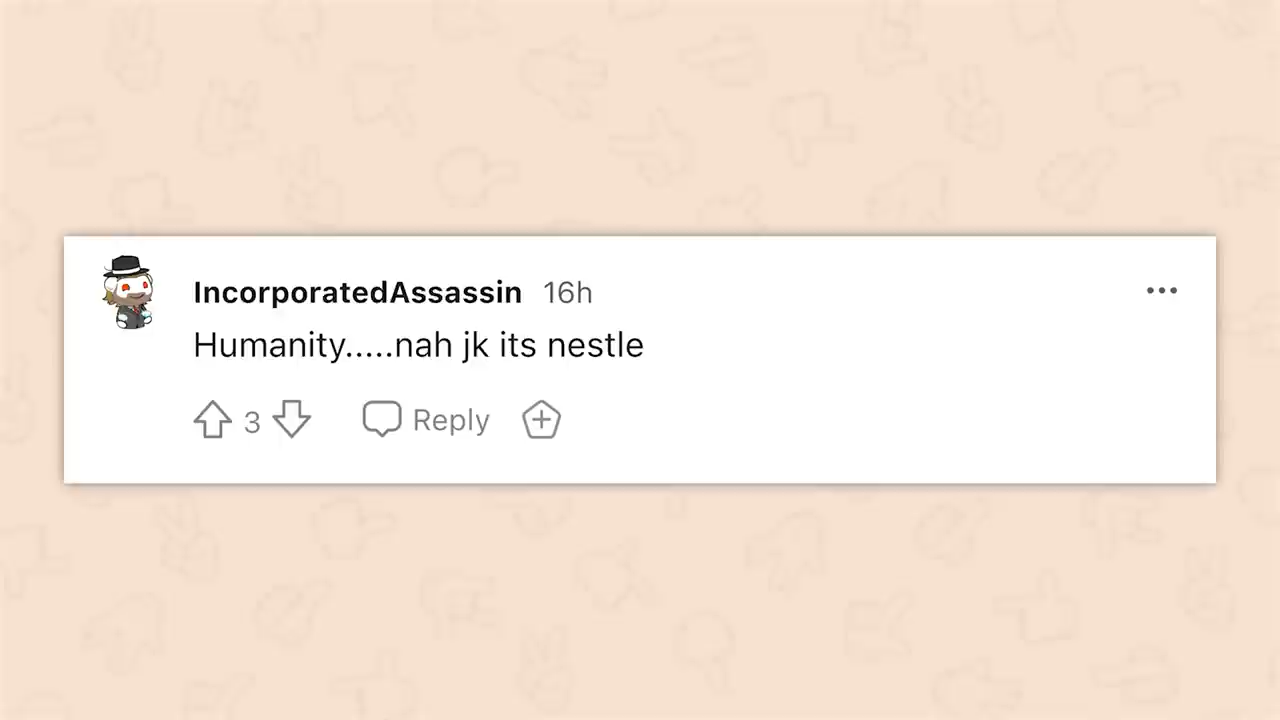 IncorporatedAssassin 16h
Humanity.....nah jk its nestle
3 Reply